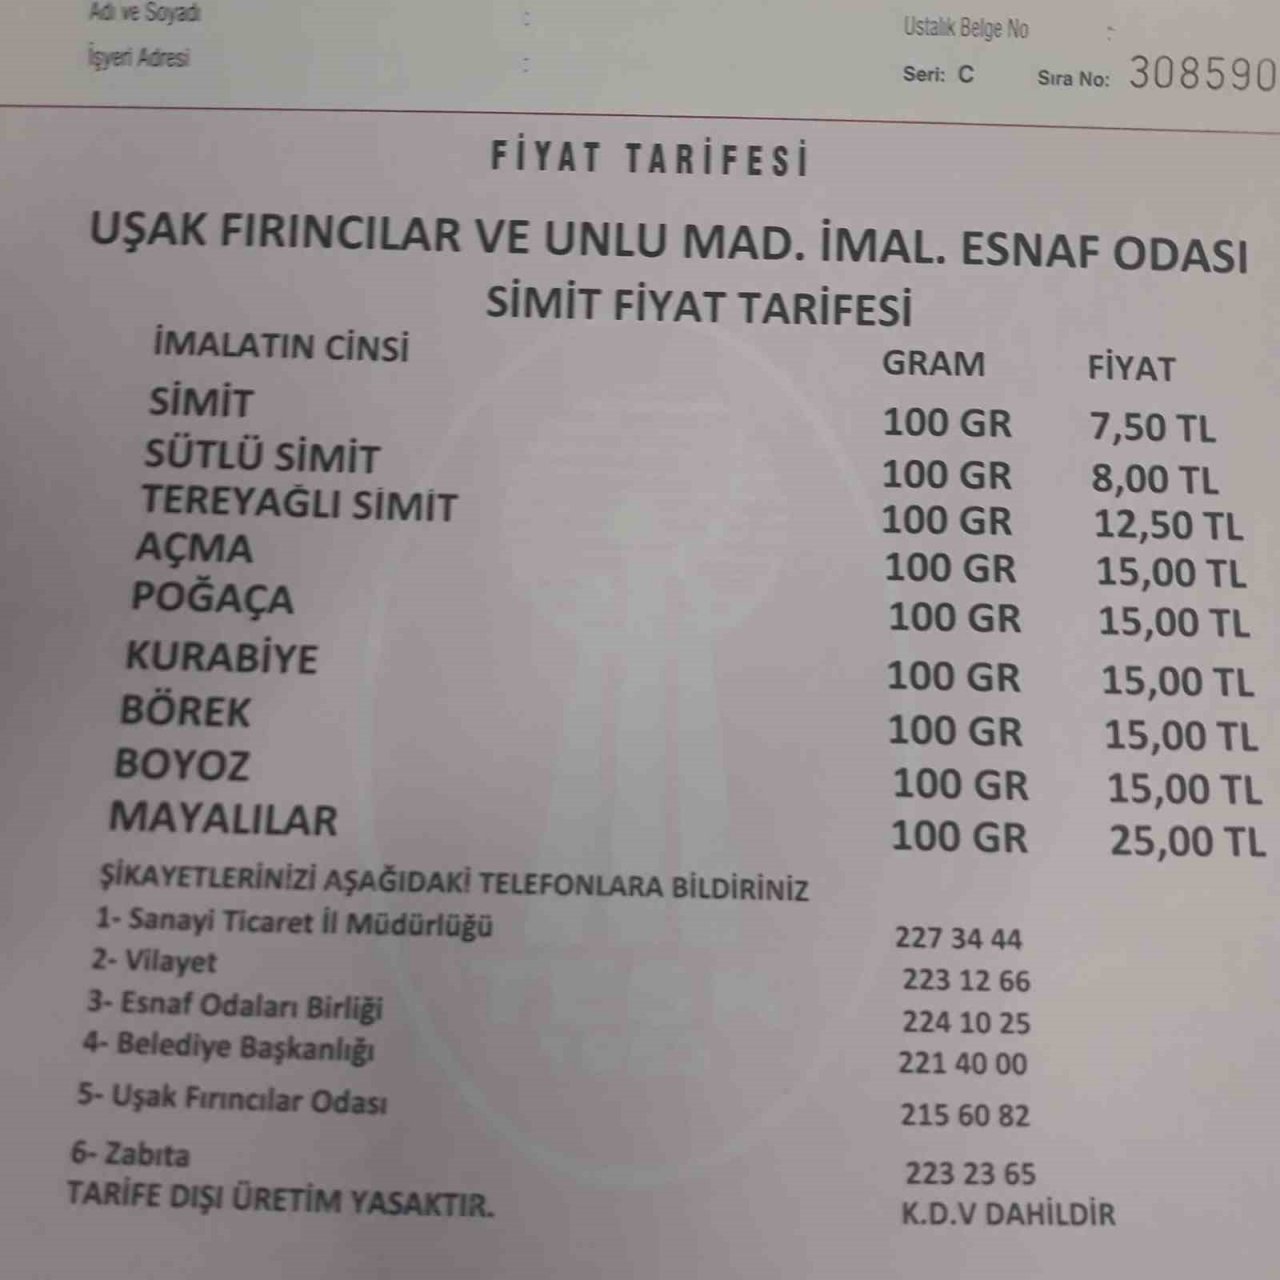 Adı ve Soyadı :
İşyeri Adresi :
Ustalık Belge No :
Seri: C Sıra No: 308590
FİYAT TARİFESİ
UŞAK FIRINCILAR VE UNLU MAD. İMAL. ESNAF ODASI
SİMİT FİYAT TARİFESİ
İMALATIN CİNSİ GRAM FİYAT
SİMİT 100 GR 7,50 TL
SÜTLÜ SİMİT 100 GR 8,00 TL
TEREYAĞLI SİMİT 100 GR 12,50 TL
AÇMA 100 GR 15,00 TL
POĞAÇA 100 GR 15,00 TL
KURABİYE 100 GR 15,00 TL
BÖREK 100 GR 15,00 TL
BOYOZ 100 GR 15,00 TL
MAYALILAR 100 GR 25,00 TL
ŞİKAYETLERİNİZİ AŞAĞIDAKİ TELEFONLARA BİLDİRİNİZ
1- Sanayi Ticaret İl Müdürlüğü 227 34 44
2- Vilayet 223 12 66
3- Esnaf Odaları Birliği 224 10 25
4- Belediye Başkanlığı 221 40 00
5- Uşak Fırıncılar Odası 215 60 82
6- Zabıta 223 23 65
TARİFE DIŞI ÜRETİM YASAKTIR. K.D.V DAHİLDİR